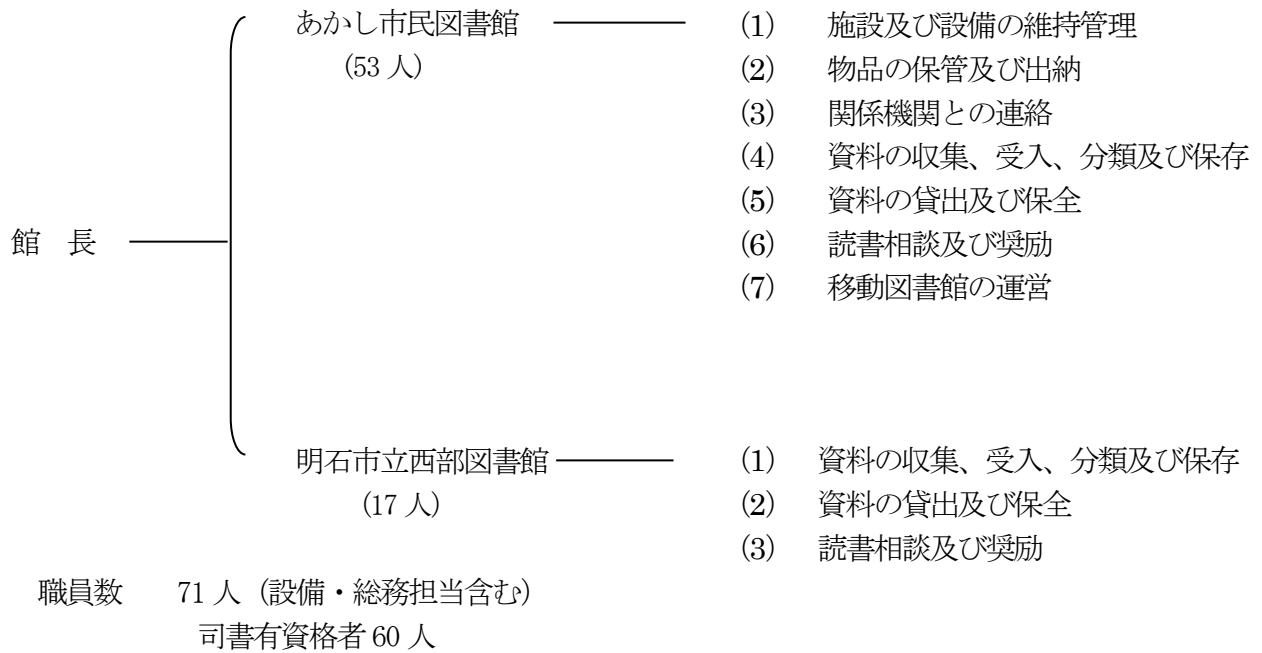 あかし市民図書館
(53 人)
(1) 施設及び設備の維持管理
(2) 物品の保管及び出納
(3) 関係機関との連絡
(4) 資料の収集、受入、分類及び保存
(5) 資料の貸出及び保全
(6) 読書相談及び奨励
(7) 移動図書館の運営
館　長
明石市立西部図書館
(17 人)
(1) 資料の収集、受入、分類及び保存
(2) 資料の貸出及び保全
(3) 読書相談及び奨励
職員数　71 人（設備・総務担当含む）
司書有資格者 60 人